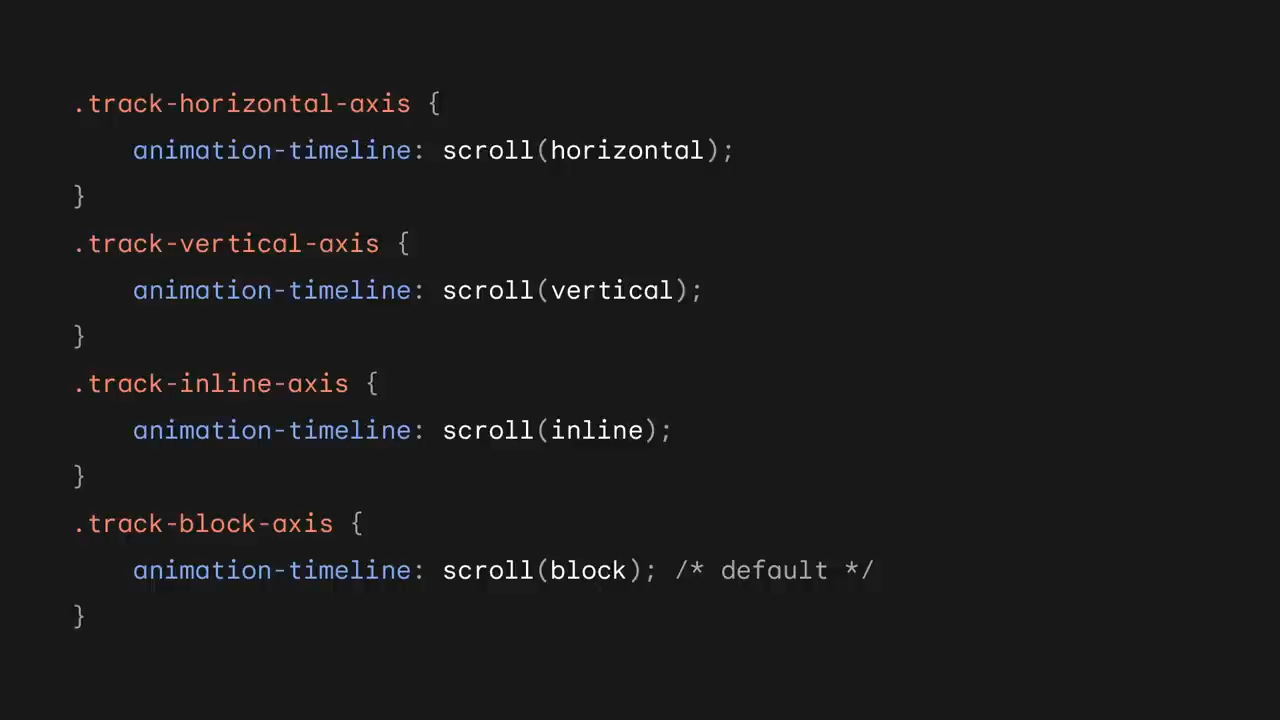 .track-horizontal-axis {
    animation-timeline: scroll(horizontal);
}
.track-vertical-axis {
    animation-timeline: scroll(vertical);
}
.track-inline-axis {
    animation-timeline: scroll(inline);
}
.track-block-axis {
    animation-timeline: scroll(block); /* default */
}